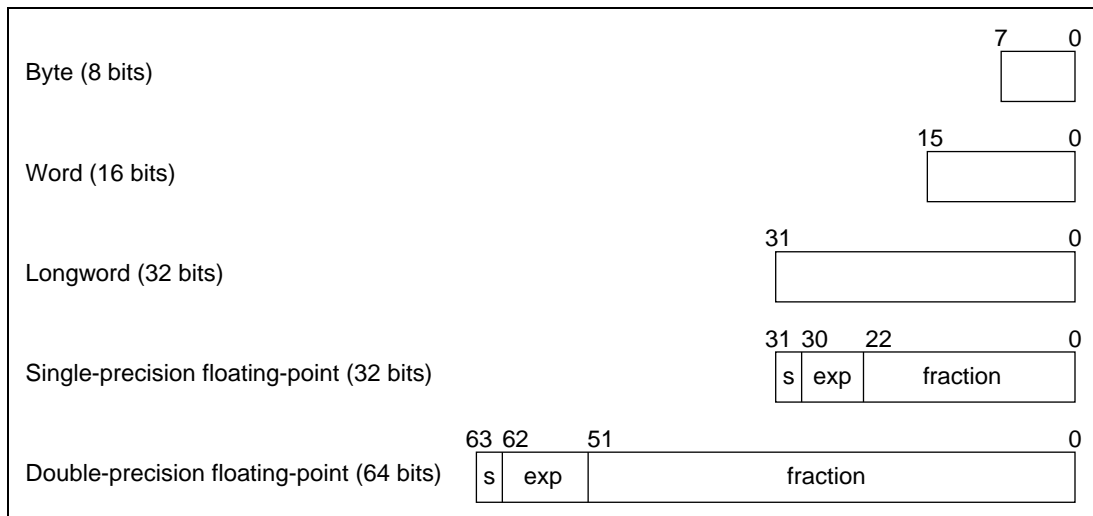 7 0
Byte (8 bits)
15 0
Word (16 bits)
31 0
Longword (32 bits)
31 30 22 0
Single-precision floating-point (32 bits) s exp fraction
63 62 51 0
Double-precision floating-point (64 bits) s exp fraction